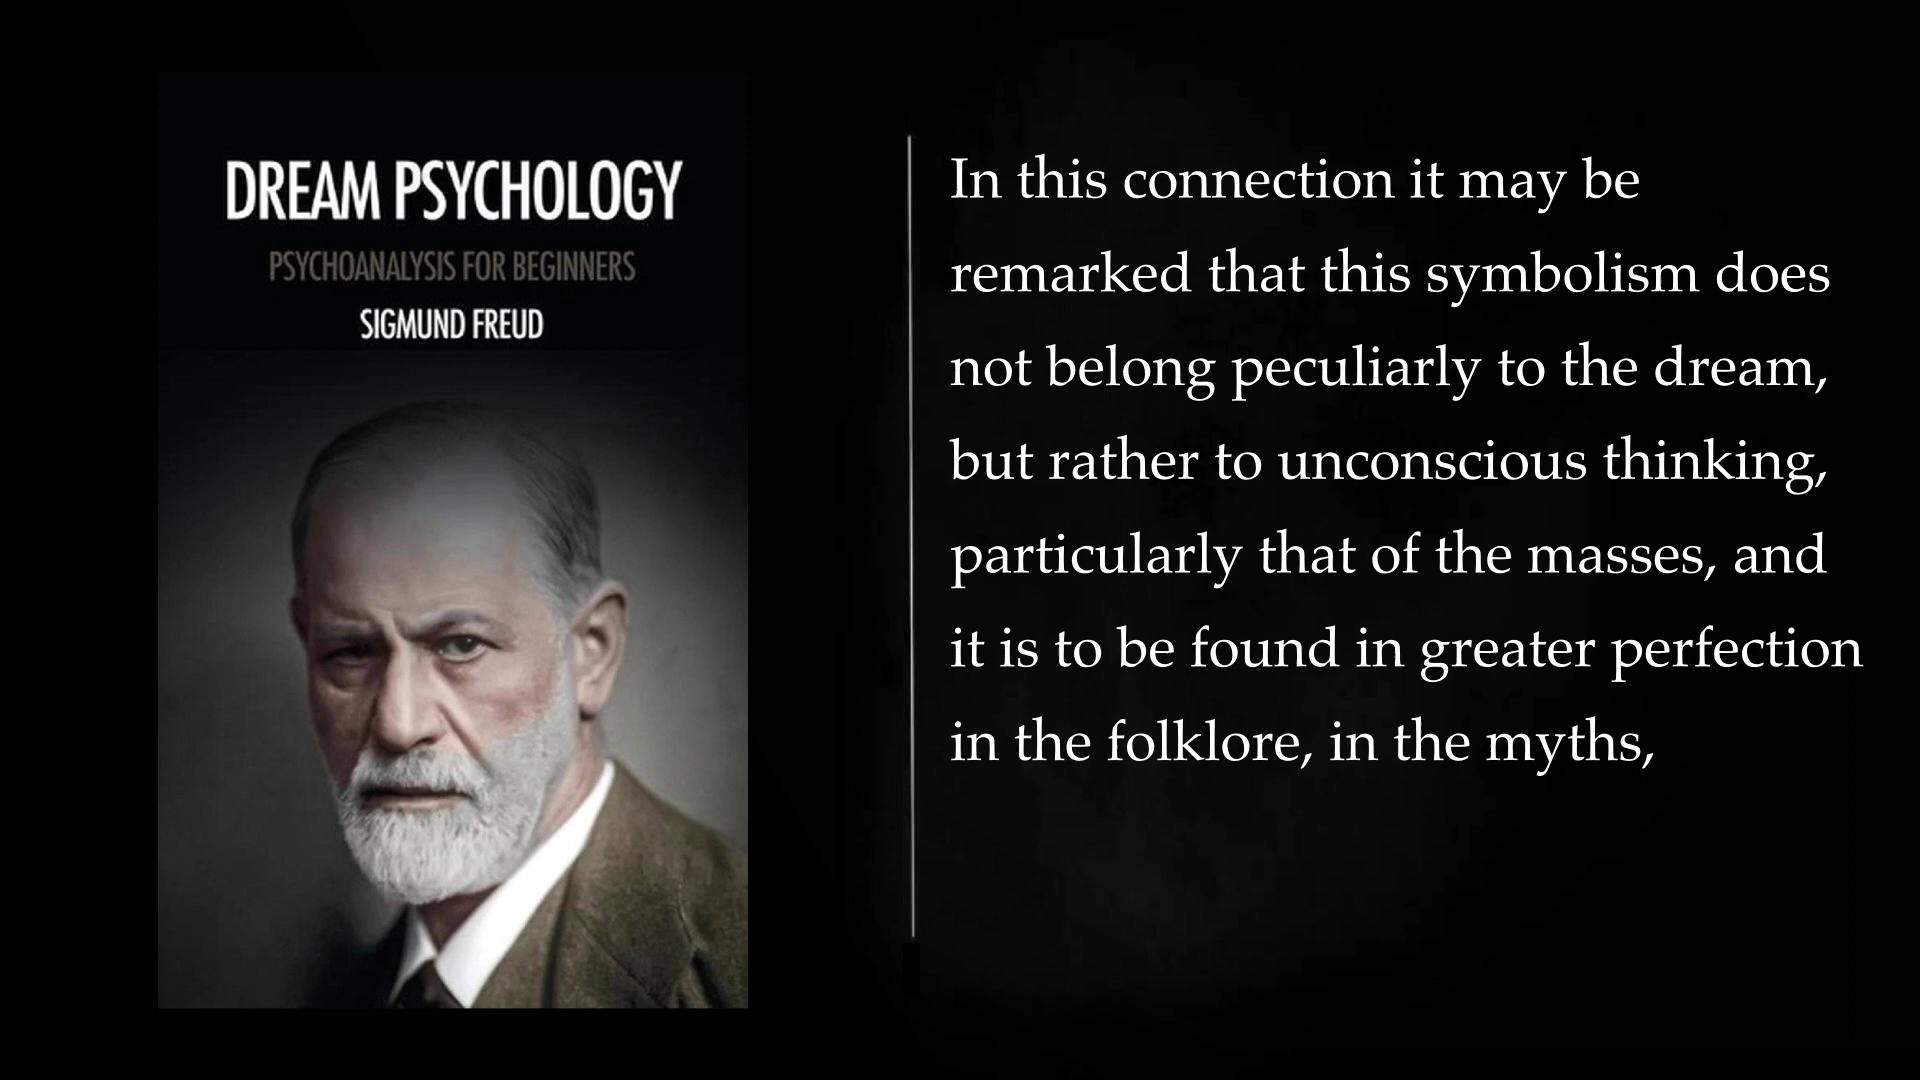 DREAM PSYCHOLOGY
PSYCHOANALYSIS FOR BEGINNERS
SIGMUND FREUD
In this connection it may be
remarked that this symbolism does
not belong peculiarly to the dream,
but rather to unconscious thinking,
particularly that of the masses, and
it is to be found in greater perfection
in the folklore, in the myths,